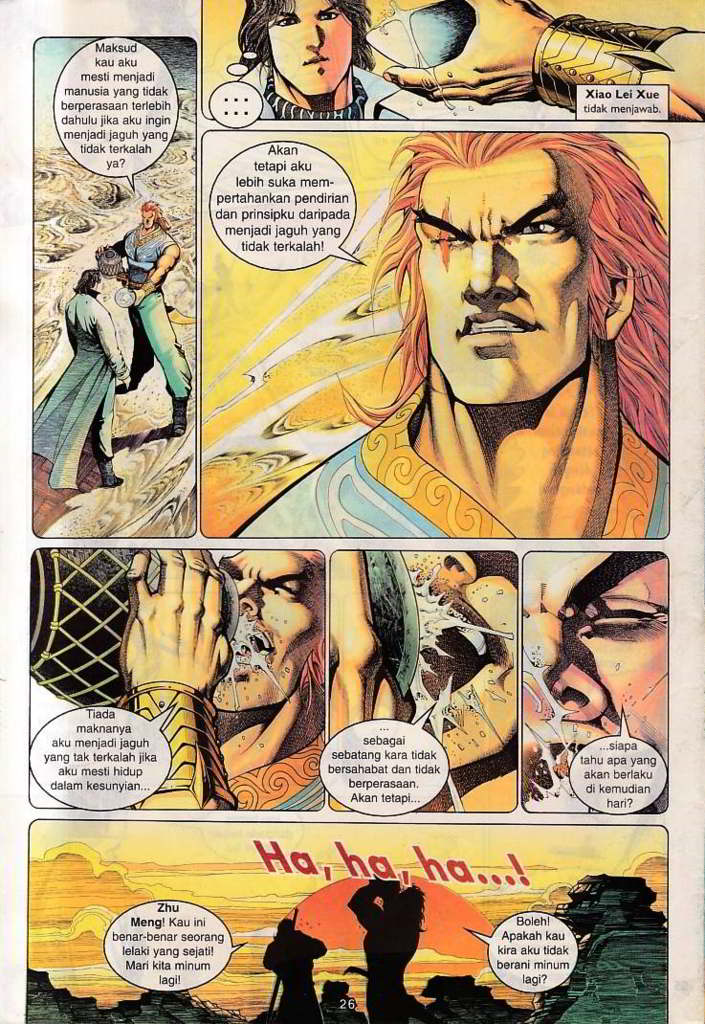 ...
...
Xiao Lei Xue
tidak menjawab.
Maksud
kau aku
mesti menjadi
manusia yang tidak
berperasaan terlebih
dahulu jika aku ingin
menjadi jaguh yang
tidak terkalah
ya?
Akan
tetapi aku
lebih suka mem-
pertahankan pendirian
dan prinsipku daripada
menjadi jaguh yang
tidak terkalah!
Tiada
maknanya
aku menjadi jaguh
yang tak terkalah jika
aku mesti hidup
dalam kesunyian...
...
sebagai
sebatang kara tidak
bersahabat dan tidak
berperasaan.
Akan tetapi...
...siapa
tahu apa yang
akan berlaku
di kemudian
hari?
Ha, ha, ha...!
Zhu
Meng! Kau ini
benar-benar seorang
lelaki yang sejati!
Mari kita minum
lagi!
Boleh!
Apakah kau
kira aku tidak
berani minum
lagi?
26